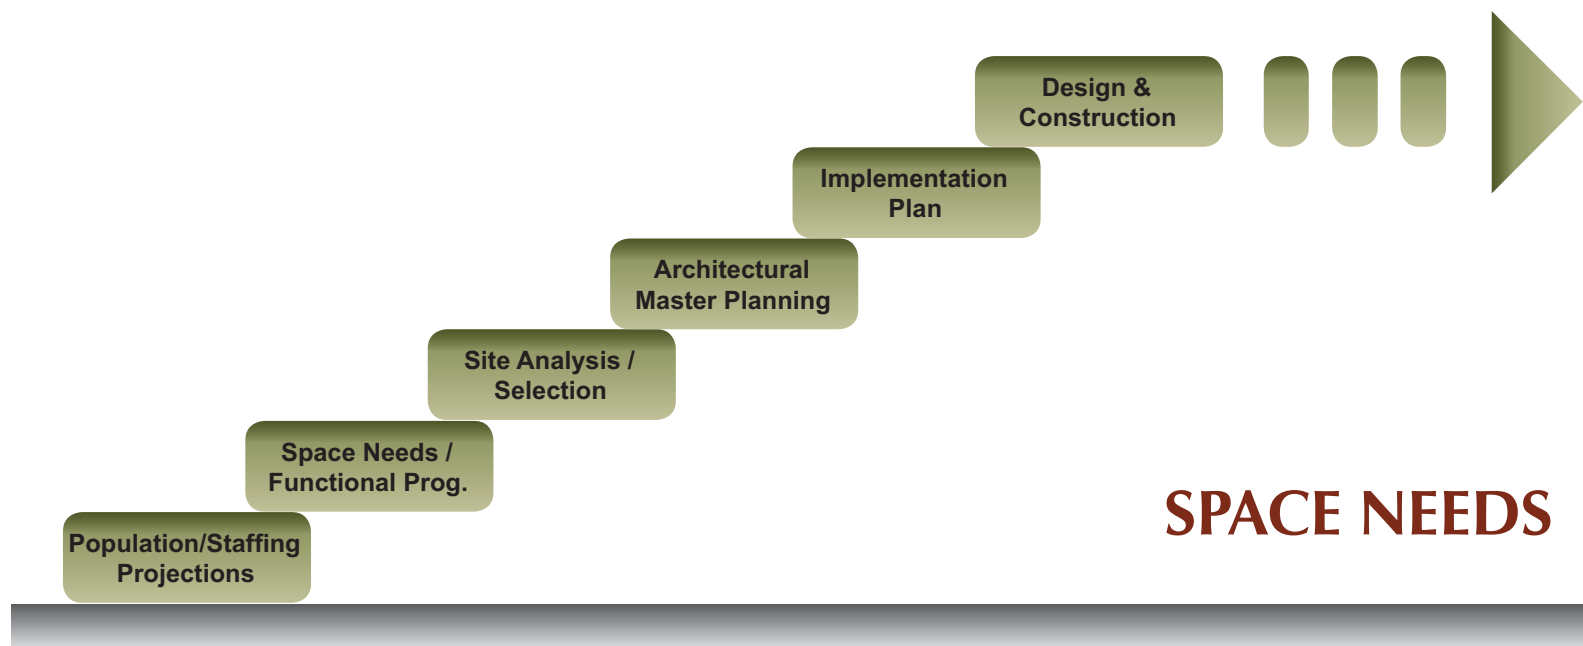 Design &
Construction
Implementation
Plan
Architectural
Master Planning
Site Analysis /
Selection
Space Needs /
Functional Prog.
SPACE NEEDS
Population/Staffing
Projections